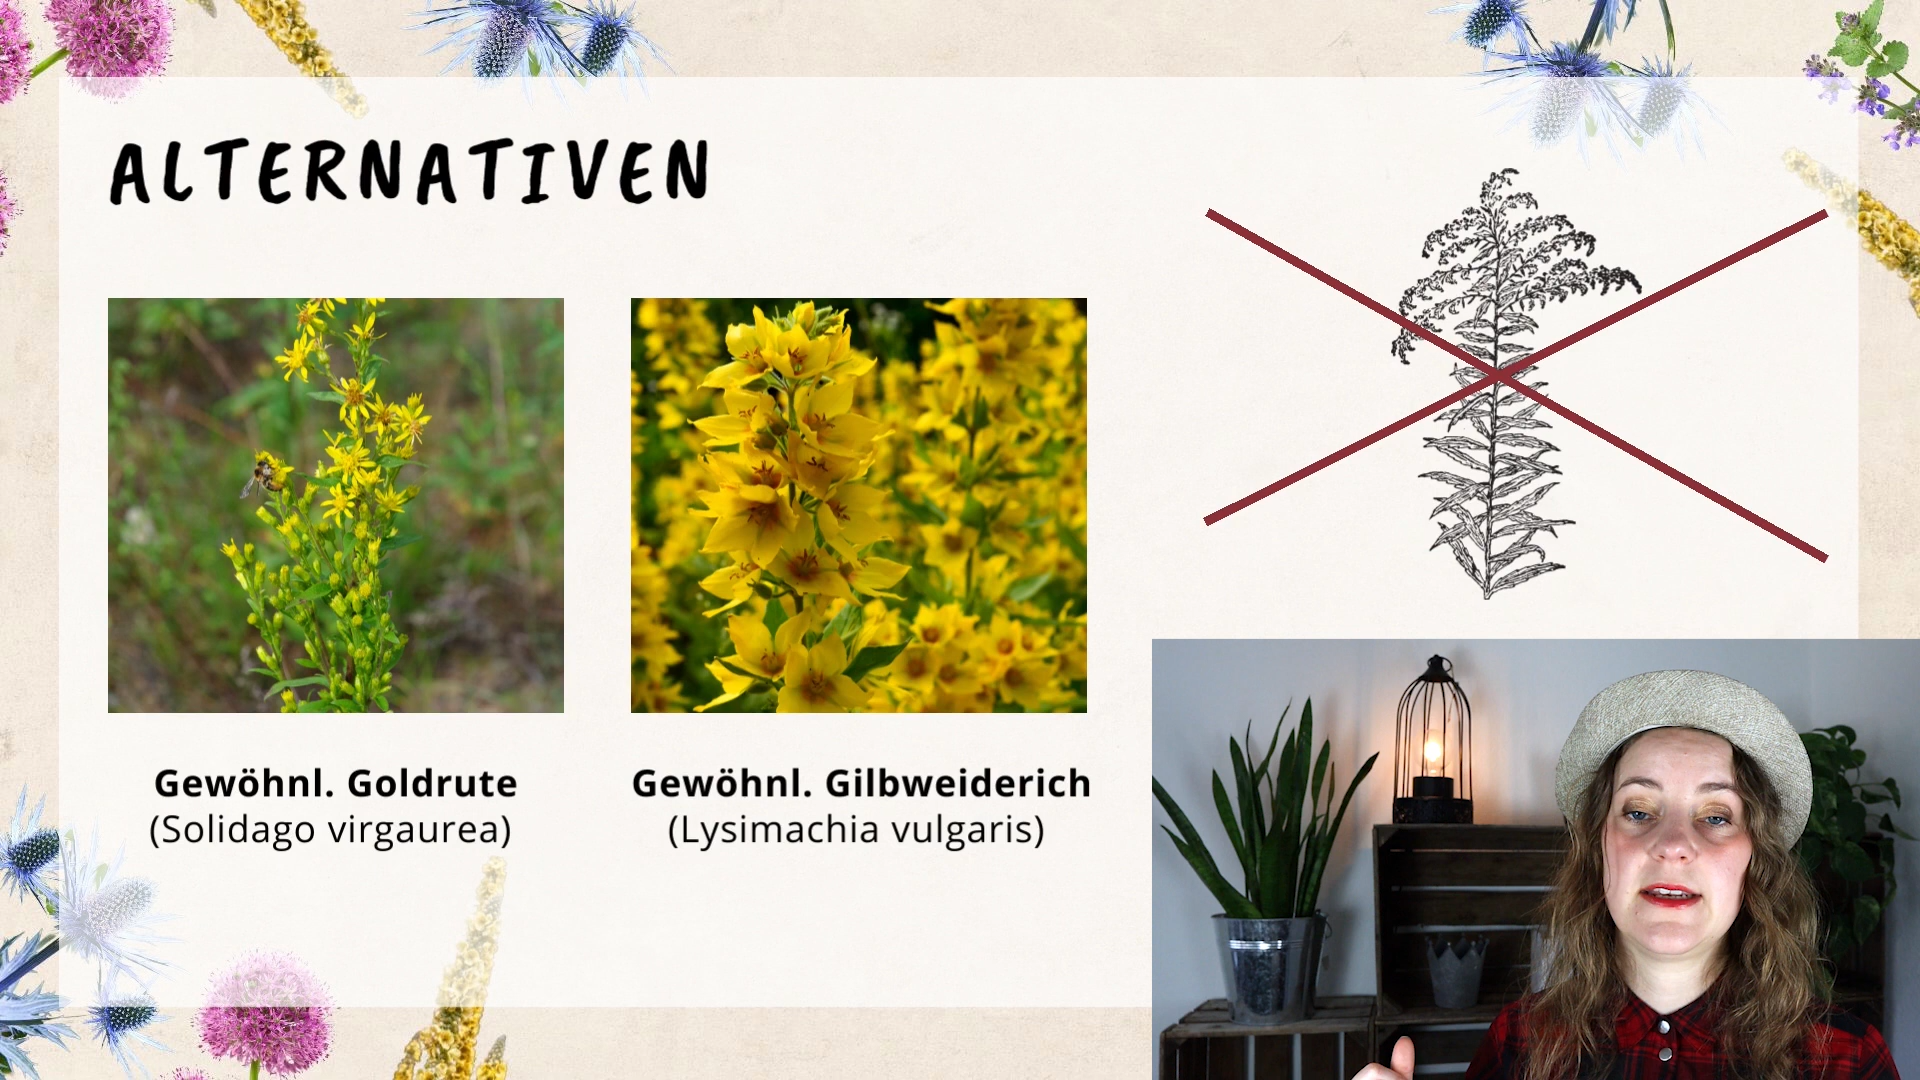 ALTERNATIVEN
Gewöhnl. Goldrute
(Solidago virgaurea)
Gewöhnl. Gilbweiderich
(Lysimachia vulgaris)